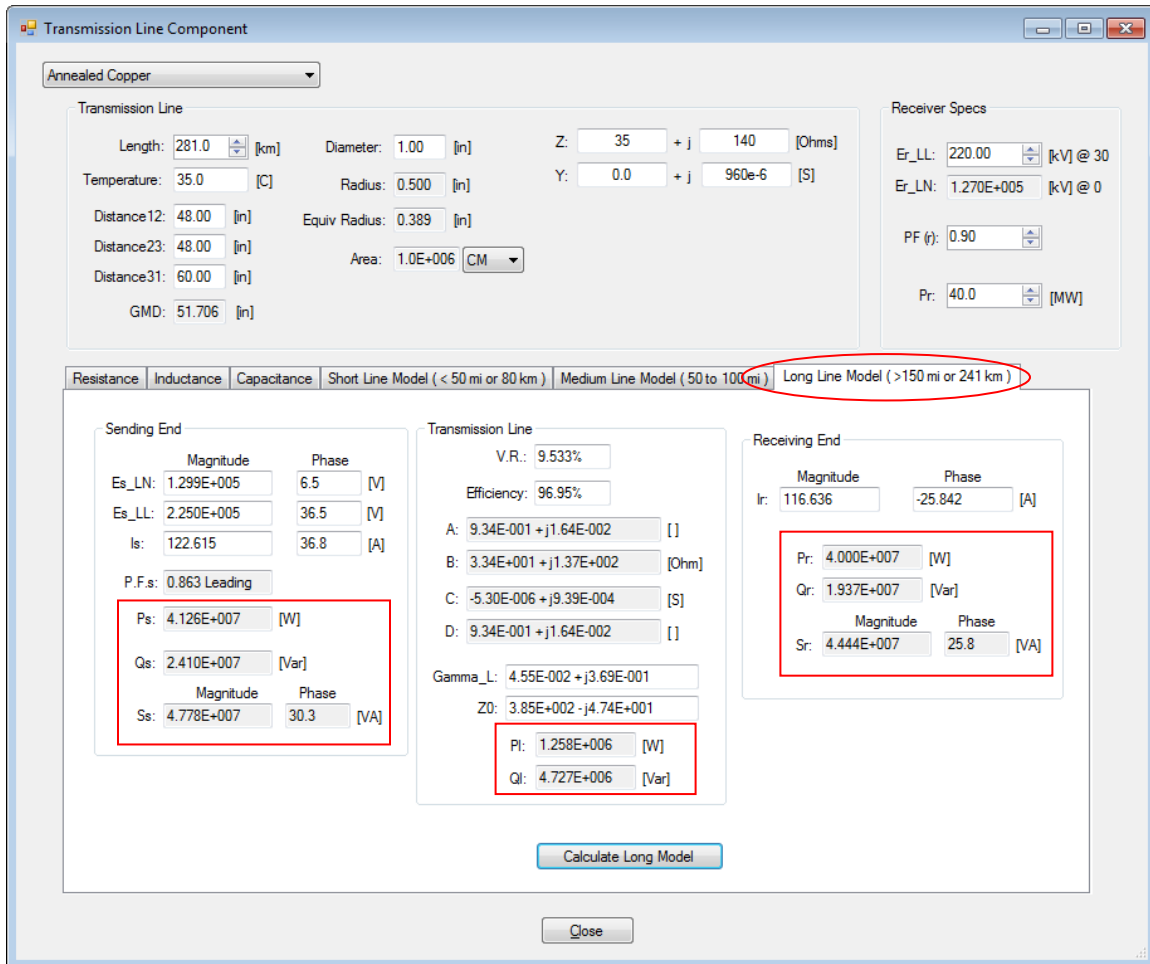 Transmission Line Component
Annealed Copper
Transmission Line
Length: 281.0 [km]
Temperature: 35.0 [C]
Distance12: 48.00 [in]
Distance23: 48.00 [in]
Distance31: 60.00 [in]
GMD: 51.706 [in]
Diameter: 1.00 [in]
Radius: 0.500 [in]
Equiv Radius: 0.389 [in]
Area: 1.0E+006 CM
Z: 35 + j 140 [Ohms]
Y: 0.0 + j 960e-6 [S]
Receiver Specs
Er_LL: 220.00 [kV] @ 30
Er_LN: 1.270E+005 [kV] @ 0
PF (r): 0.90
Pr: 40.0 [MW]
Resistance Inductance Capacitance Short Line Model ( < 50 mi or 80 km ) Medium Line Model ( 50 to 100 mi ) Long Line Model ( >150 mi or 241 km )
Sending End
Magnitude Phase
Es_LN: 1.299E+005 6.5 [V]
Es_LL: 2.250E+005 36.5 [V]
Is: 122.615 36.8 [A]
P.F.s: 0.863 Leading
Ps: 4.126E+007 [W]
Qs: 2.410E+007 [Var]
Magnitude Phase
Ss: 4.778E+007 30.3 [VA]
Transmission Line
V.R.: 9.533%
Efficiency: 96.95%
A: 9.34E-001 +j1.64E-002 [ ]
B: 3.34E+001 +j1.37E+002 [Ohm]
C: -5.30E-006 +j9.39E-004 [S]
D: 9.34E-001 +j1.64E-002 [ ]
Gamma_L: 4.55E-002 +j3.69E-001
Z0: 3.85E+002 -j4.74E+001
Pl: 1.258E+006 [W]
Ql: 4.727E+006 [Var]
Receiving End
Magnitude Phase
Ir: 116.636 -25.842 [A]
Pr: 4.000E+007 [W]
Qr: 1.937E+007 [Var]
Magnitude Phase
Sr: 4.444E+007 25.8 [VA]
Calculate Long Model
Close